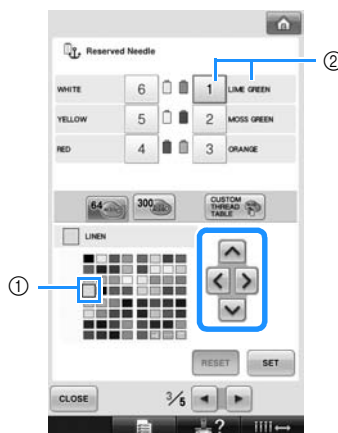 Reserved Needle
②
WHITE 6 1 LIME GREEN
YELLOW 5 2 MOSS GREEN
RED 4 3 ORANGE
64 300 CUSTOM
THREAD
TABLE
LINEN
①
RESET SET
CLOSE 3/5
?